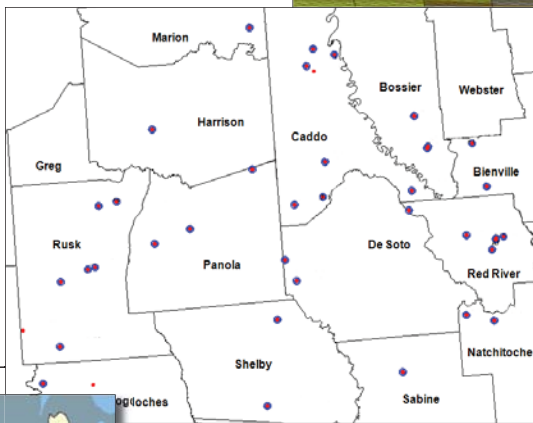 Marion
Bossier
Webster
Harrison
Caddo
Greg
Bienville
Rusk
De Soto
Panola
Red River
Natchitoche
Shelby
Sabine
ogdoches